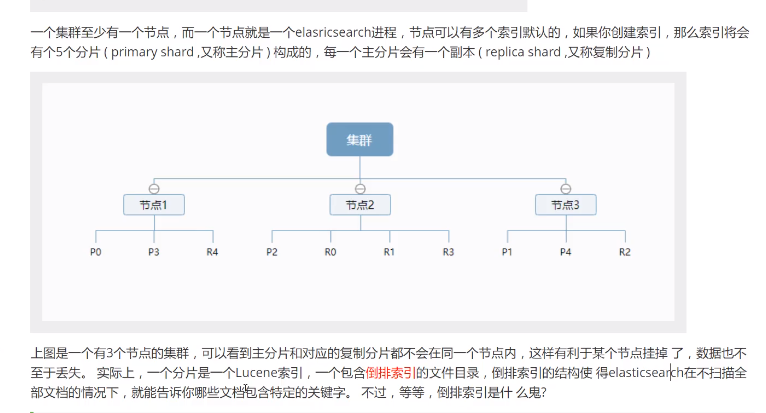 一个集群至少有一个节点，而一个节点就是一个elasricsearch进程，节点可以有多个索引默认的，如果你创建索引，那么索引将会
有个5个分片 ( primary shard ,又称主分片 ) 构成的，每一个主分片会有一个副本 ( replica shard ,又称复制分片 )
集群
节点1
节点2
节点3
P0
P3
R4
P2
R0
R1
R3
P1
P4
R2
上图是一个有3个节点的集群，可以看到主分片和对应的复制分片都不会在同一个节点内，这样有利于某个节点挂掉 了，数据也不
至于丢失。 实际上，一个分片是一个Lucene索引，一个包含倒排索引的文件目录，倒排索引的结构使 得elasticsearch在不扫描全
部文档的情况下，就能告诉你哪些文档包含特定的关键字。 不过，等等，倒排索引是什 么鬼?